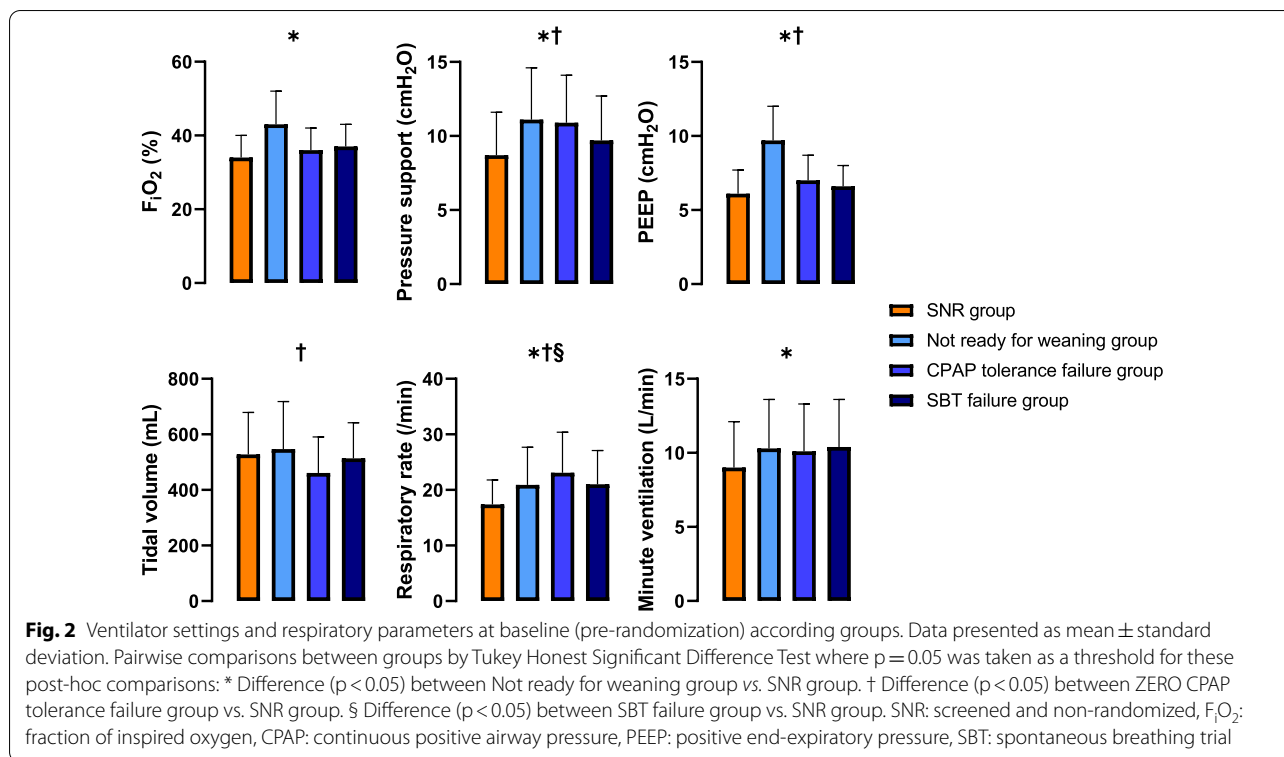 *
*†
*†
60
40
20
0
FᵢO₂ (%)
15
10
5
0
Pressure support (cmH₂O)
15
10
5
0
PEEP (cmH₂O)
SNR group
Not ready for weaning group
CPAP tolerance failure group
SBT failure group
†
*†§
*
800
600
400
200
0
Tidal volume (mL)
40
30
20
10
0
Respiratory rate (/min)
15
10
5
0
Minute ventilation (L/min)
Fig. 2 Ventilator settings and respiratory parameters at baseline (pre-randomization) according groups. Data presented as mean ± standard
deviation. Pairwise comparisons between groups by Tukey Honest Significant Difference Test where p = 0.05 was taken as a threshold for these
post-hoc comparisons: * Difference (p < 0.05) between Not ready for weaning group vs. SNR group. † Difference (p < 0.05) between ZERO CPAP
tolerance failure group vs. SNR group. § Difference (p < 0.05) between SBT failure group vs. SNR group. SNR: screened and non-randomized, FᵢO₂:
fraction of inspired oxygen, CPAP: continuous positive airway pressure, PEEP: positive end-expiratory pressure, SBT: spontaneous breathing trial